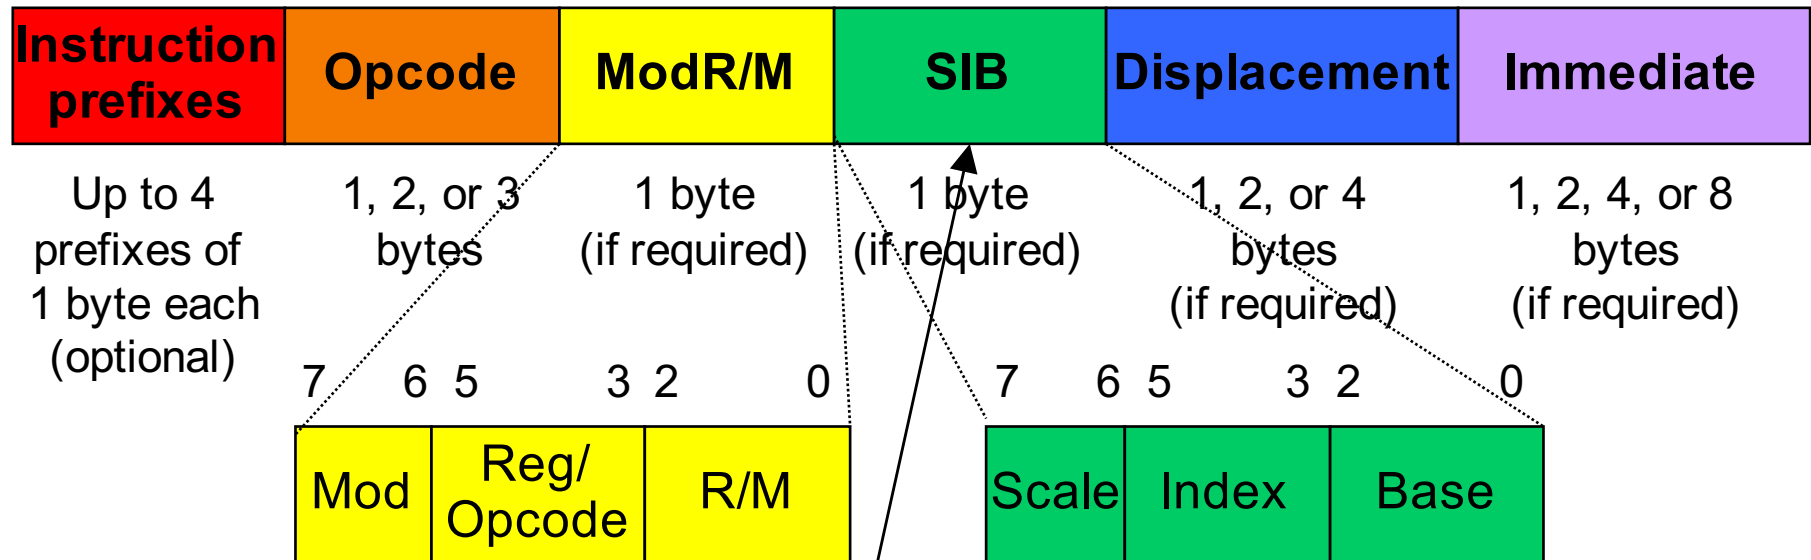 Instruction prefixes
Opcode
ModR/M
SIB
Displacement
Immediate
Up to 4
prefixes of
1 byte each
(optional)
1, 2, or 3
bytes
1 byte
(if required)
1 byte
(if required)
1, 2, or 4
bytes
(if required)
1, 2, 4, or 8
bytes
(if required)
7 6 5 3 2 0
Mod
Reg/
Opcode
R/M
7 6 5 3 2 0
Scale
Index
Base